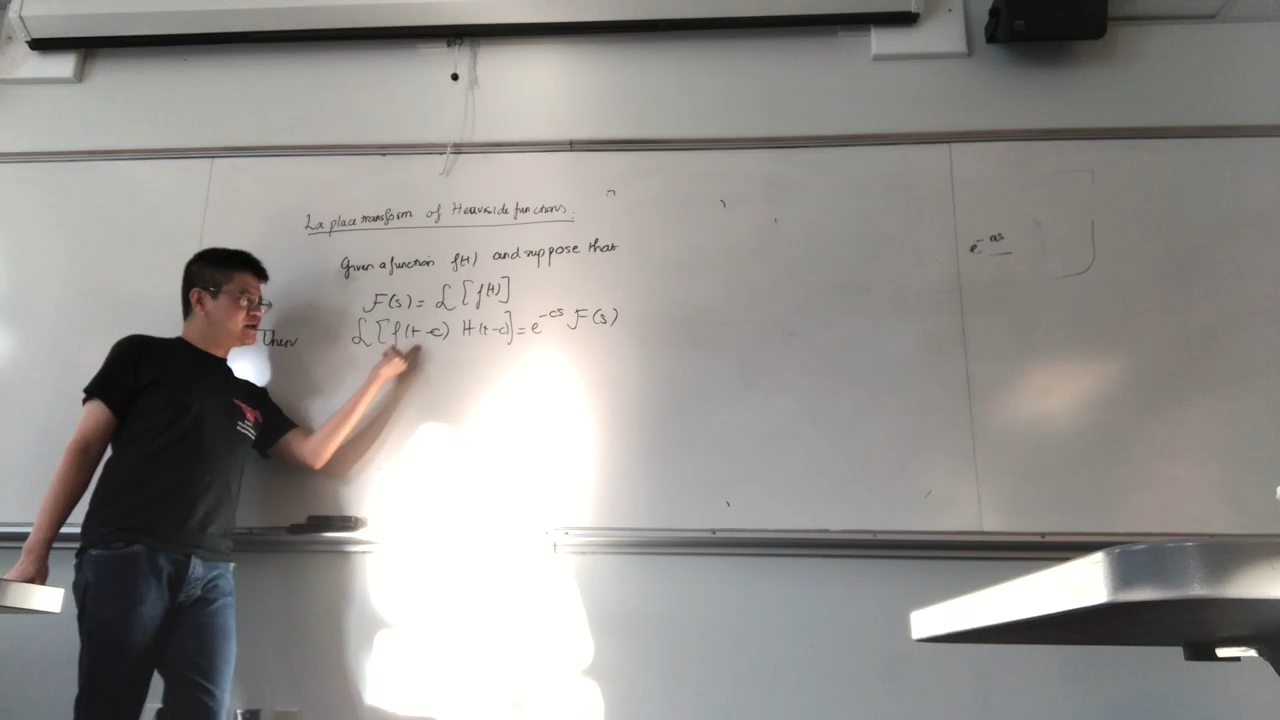 Laplace transform of Heaviside functions.
Given a function f(t) and suppose that
F(s) = ℒ[f(t)]
Then ℒ[f(t-c) H(t-c)] = e^{-cs} F(s)
e^{-as}